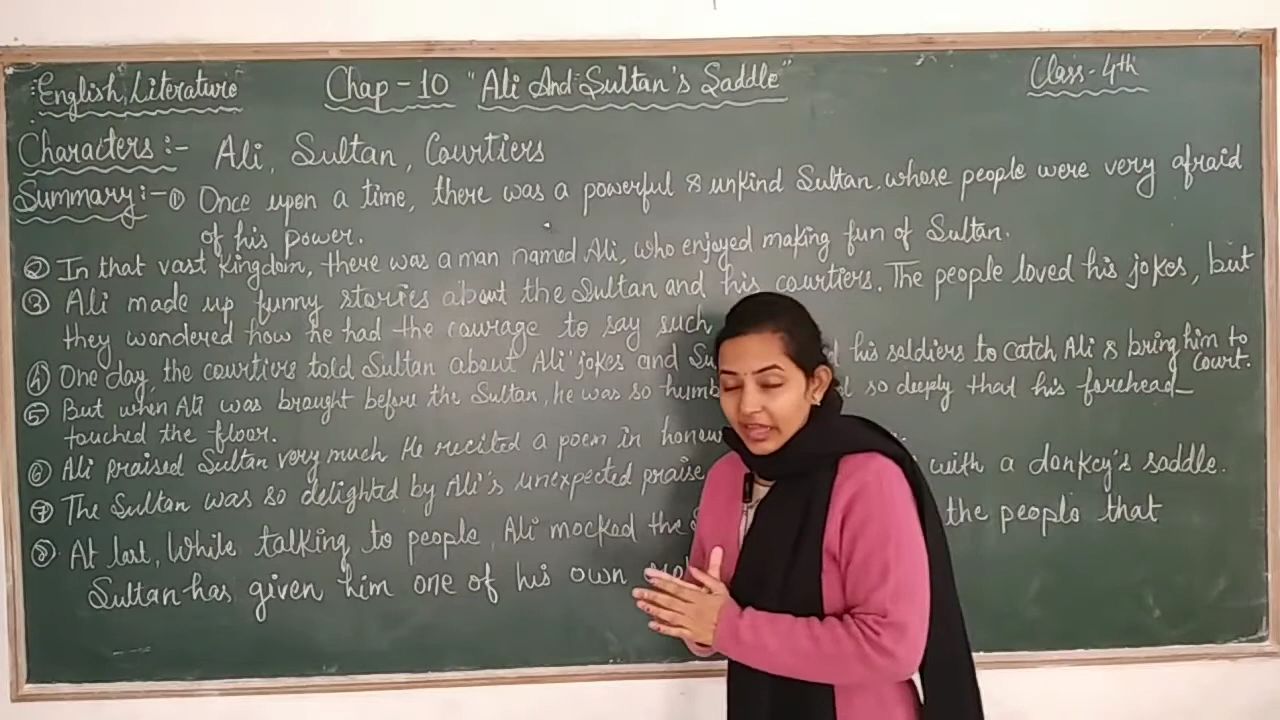 English Literature Chap - 10 "Ali And Sultan's Saddle" Class - 4th
Characters :- Ali, Sultan, Courtiers
Summary :- ① Once upon a time, there was a powerful & unkind Sultan, whose people were very afraid
of his power.
② In that vast kingdom, there was a man named Ali, who enjoyed making fun of Sultan.
③ Ali made up funny stories about the Sultan and his courtiers. The people loved his jokes, but
they wondered how he had the courage to say such
④ One day, the courtiers told Sultan about Ali' jokes and his soldiers to catch Ali & bring him to
court.
⑤ But when Ali was brought before the Sultan, he was so so deeply that his forehead
touched the floor.
⑥ Ali praised Sultan very much. He recited a poem in
⑦ The Sultan was so delighted by Ali's unexpected praise with a donkey's saddle.
⑧ At last, While talking to people, Ali mocked the the people that
Sultan has given him one of his own